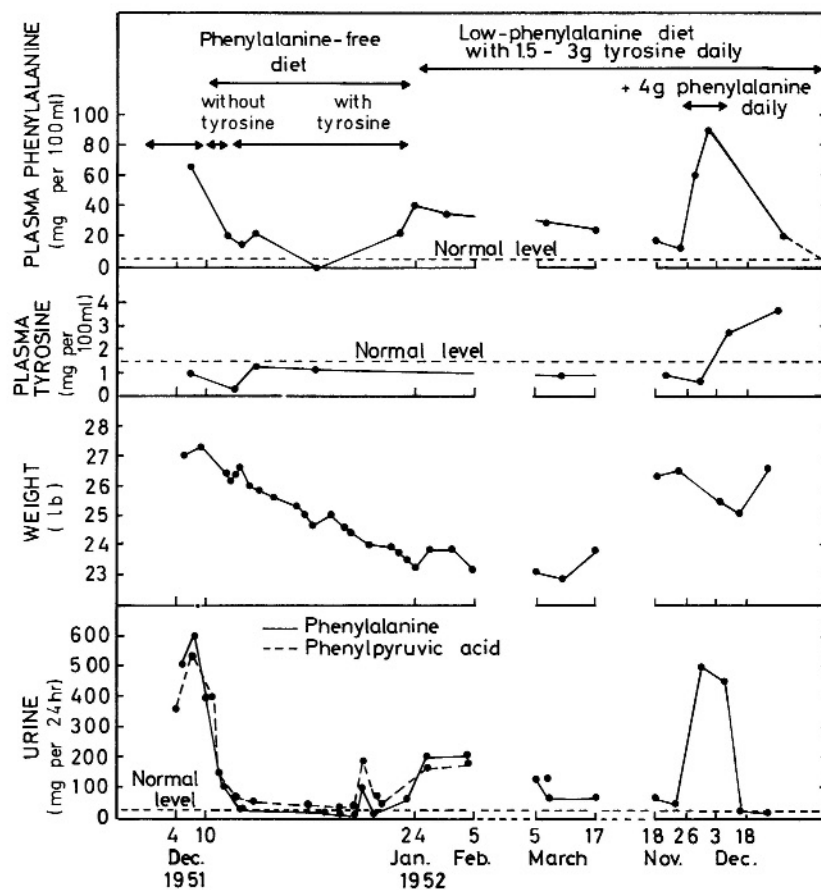 Phenylalanine-free
diet
Low-phenylalanine diet
with 1.5 - 3g tyrosine daily
without
tyrosine
with
tyrosine
+ 4g phenylalanine
daily
PLASMA PHENYLALANINE
(mg per 100ml)
100
80
60
40
20
0
Normal level
PLASMA
TYROSINE
(mg per
100ml)
4
3
2
1
0
Normal level
WEIGHT
(lb)
28
27
26
25
24
23
Phenylalanine
Phenylpyruvic acid
URINE
(mg per 24hr)
600
500
400
300
200
100
0
Normal
level
4 10 24 5 5 17 18 26 6 3 18
Dec. Jan. Feb. March Nov. Dec.
1951 1952